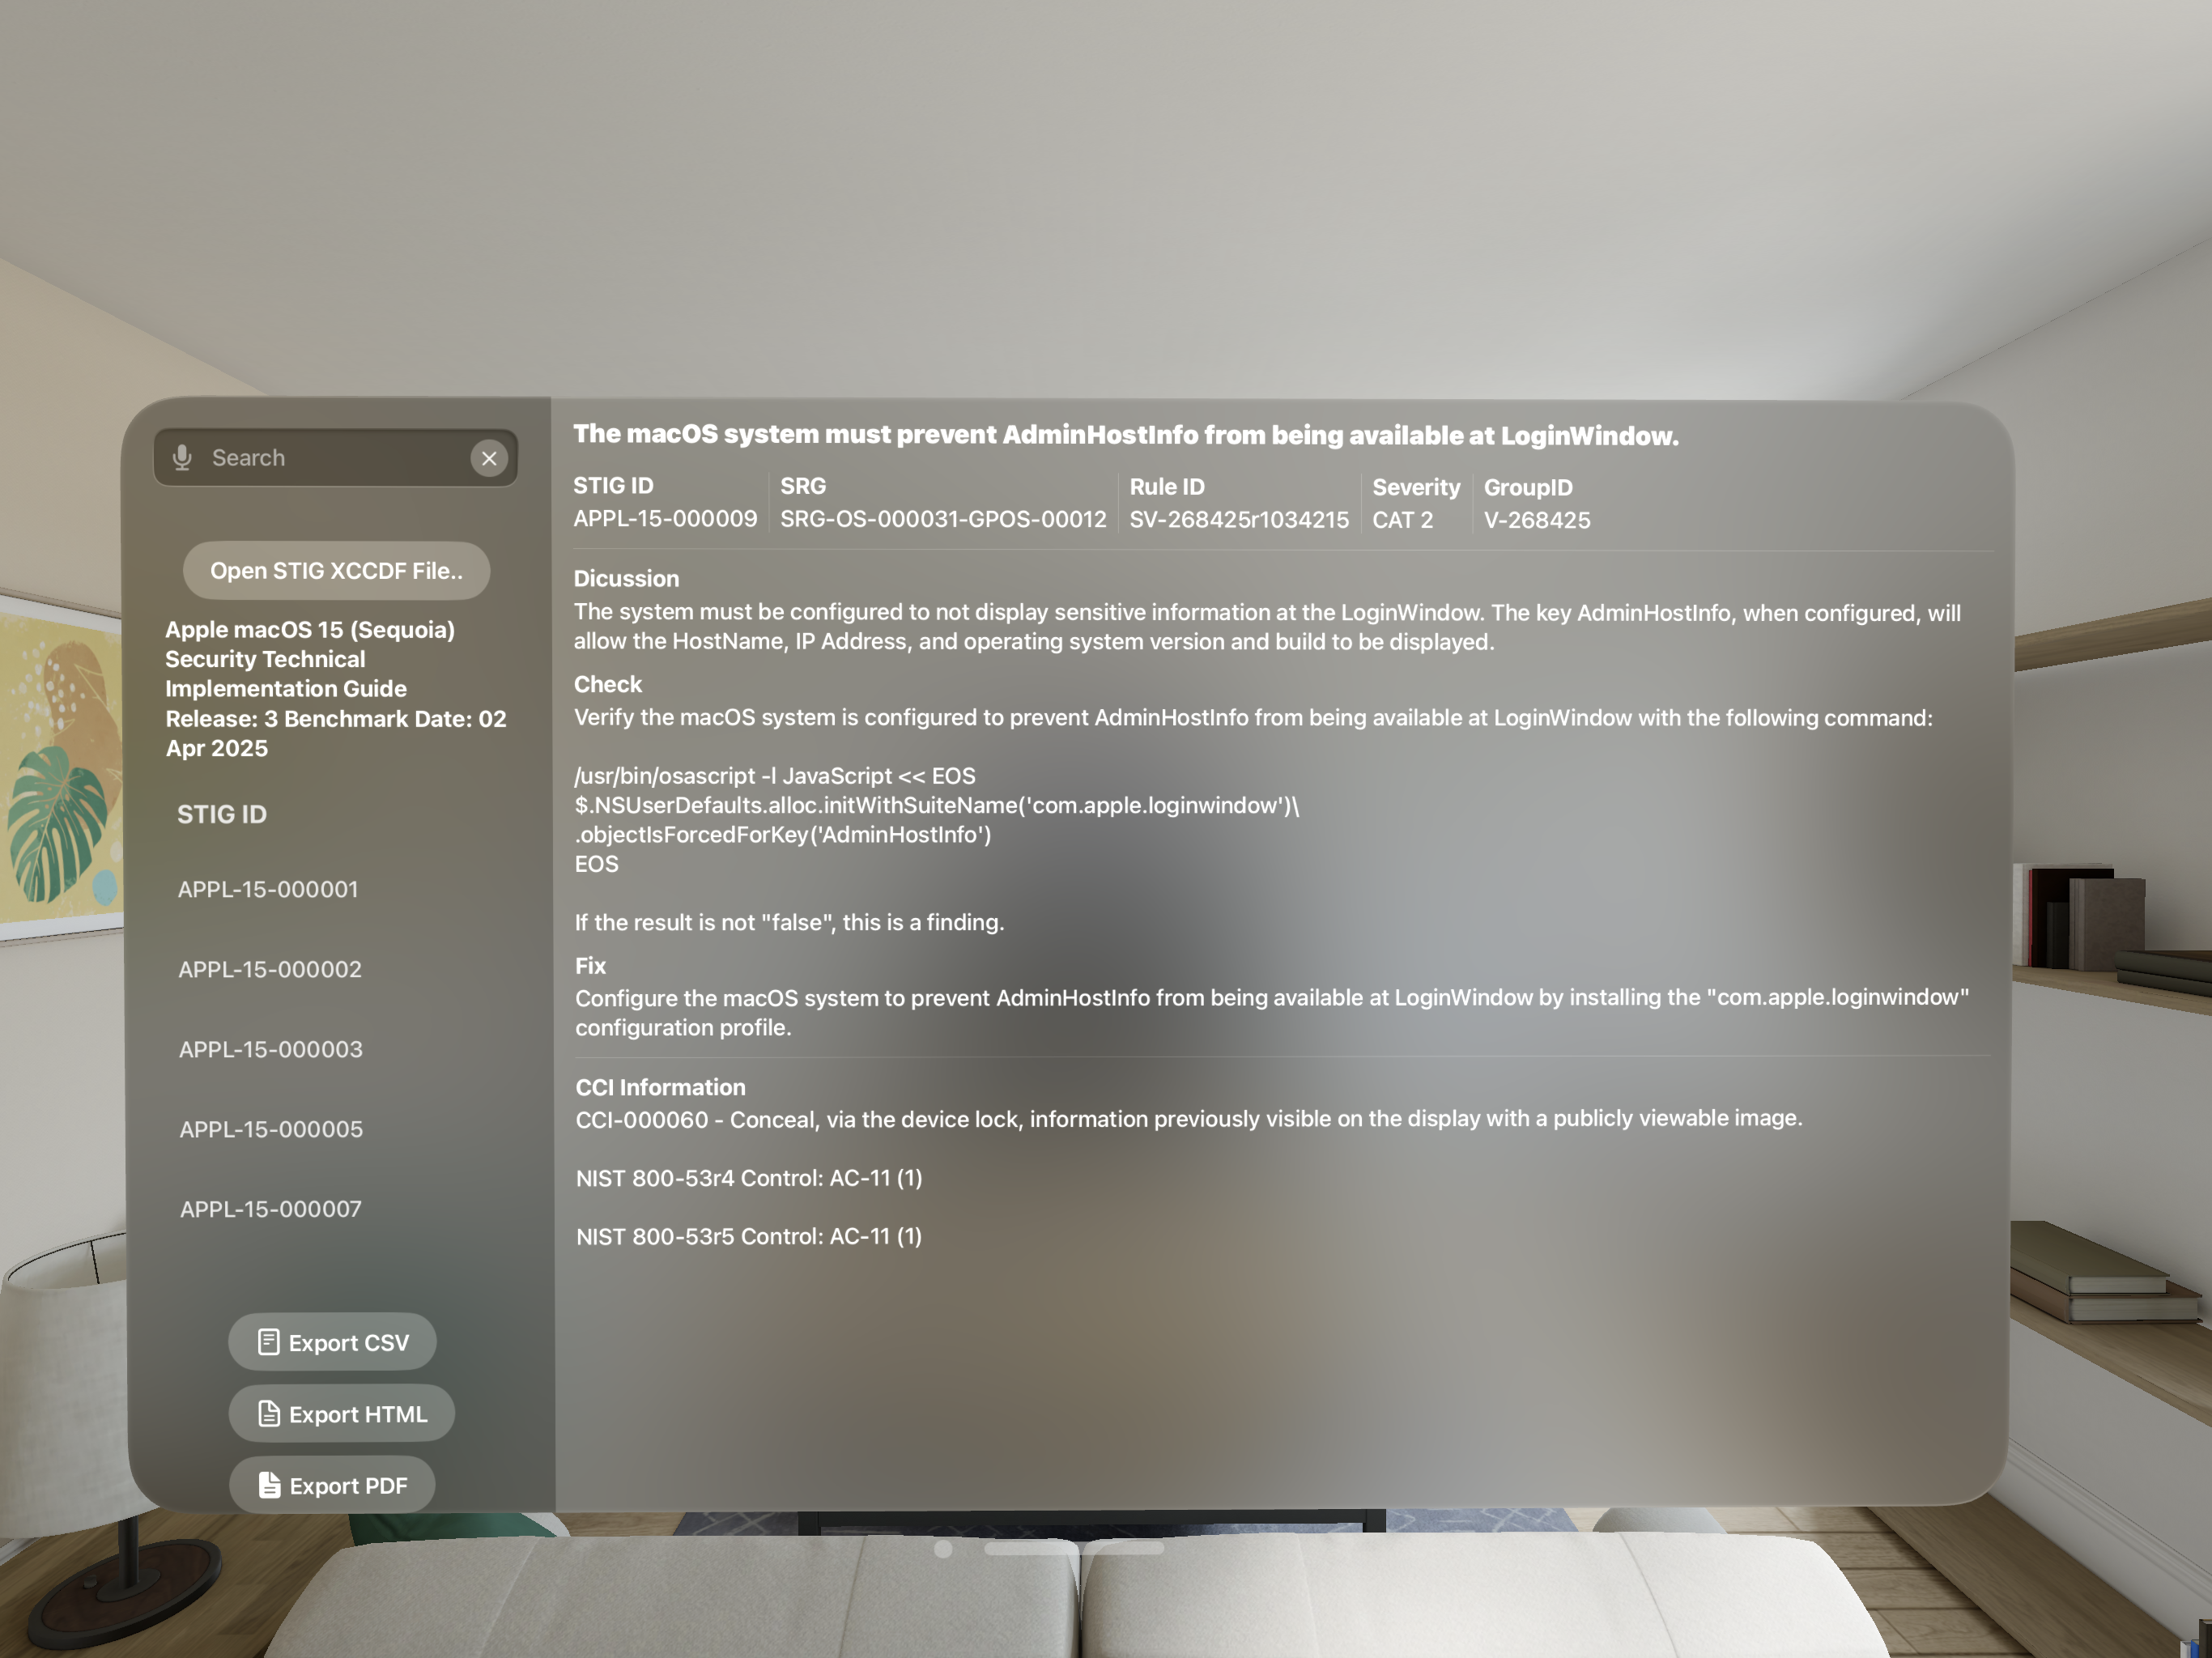 Search
Open STIG XCCDF File..
Apple macOS 15 (Sequoia)
Security Technical
Implementation Guide
Release: 3 Benchmark Date: 02
Apr 2025
STIG ID
APPL-15-000001
APPL-15-000002
APPL-15-000003
APPL-15-000005
APPL-15-000007
Export CSV
Export HTML
Export PDF
The macOS system must prevent AdminHostInfo from being available at LoginWindow.
STIG ID SRG Rule ID Severity GroupID
APPL-15-000009 SRG-OS-000031-GPOS-00012 SV-268425r1034215 CAT 2 V-268425
Dicussion
The system must be configured to not display sensitive information at the LoginWindow. The key AdminHostInfo, when configured, will
allow the HostName, IP Address, and operating system version and build to be displayed.
Check
Verify the macOS system is configured to prevent AdminHostInfo from being available at LoginWindow with the following command:
/usr/bin/osascript -l JavaScript << EOS
$.NSUserDefaults.alloc.initWithSuiteName('com.apple.loginwindow')\
.objectIsForcedForKey('AdminHostInfo')
EOS
If the result is not "false", this is a finding.
Fix
Configure the macOS system to prevent AdminHostInfo from being available at LoginWindow by installing the "com.apple.loginwindow"
configuration profile.
CCI Information
CCI-000060 - Conceal, via the device lock, information previously visible on the display with a publicly viewable image.
NIST 800-53r4 Control: AC-11 (1)
NIST 800-53r5 Control: AC-11 (1)